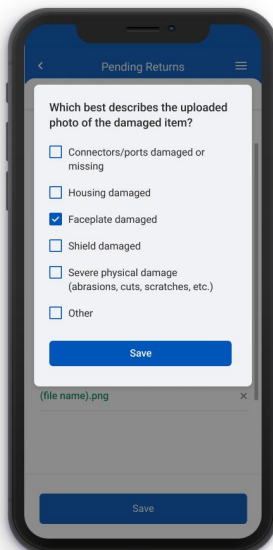 Pending Returns
Which best describes the uploaded
photo of the damaged item?
Connectors/ports damaged or
missing
Housing damaged
Faceplate damaged
Shield damaged
Severe physical damage
(abrasions, cuts, scratches, etc.)
Other
Save
(file name).png
Save